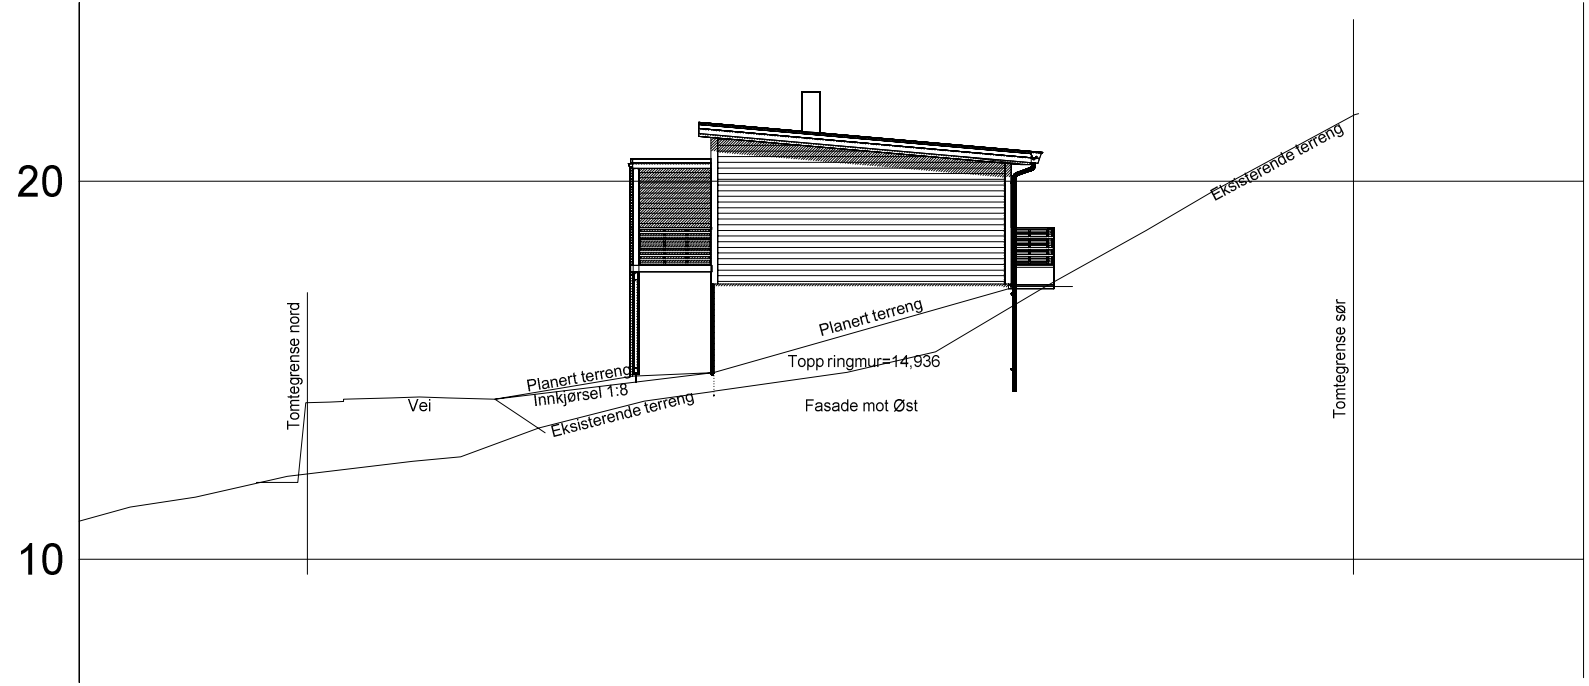 20
Eksisterende terreng
Planert terreng
Tomtegrense nord
Tomtegrense sør
Topp ringmur=14,936
Planert terreng
Innkjørsel 1:8
Vei
Eksisterende terreng
Fasade mot Øst
10